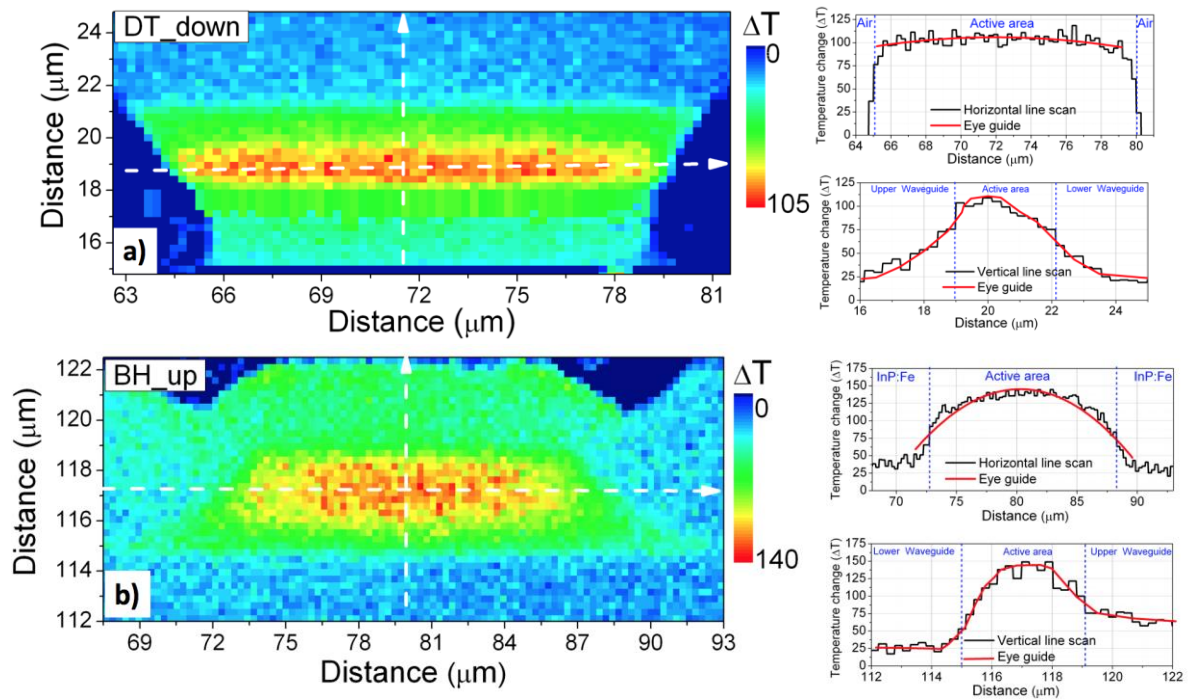 DT_down
24
22
20
18
16
Distance (μm)
a)
63 66 69 72 75 78 81
Distance (μm)
ΔT
0
105
Air Active area Air
Temperature change (ΔT)
125
100
75
50
25
0
Horizontal line scan
Eye guide
64 66 68 70 72 74 76 78 80
Distance (μm)
Upper Waveguide Active area Lower Waveguide
Temperature change (ΔT)
125
100
75
50
25
0
Vertical line scan
Eye guide
16 18 20 22 24
Distance (μm)
BH_up
122
120
118
116
114
112
Distance (μm)
b)
69 72 75 78 81 84 87 90 93
Distance (μm)
ΔT
0
140
InP:Fe Active area InP:Fe
Temperature change (ΔT)
175
150
125
100
75
50
25
0
Horizontal line scan
Eye guide
70 75 80 85 90
Distance (μm)
Lower Waveguide Active area Upper Waveguide
Temperature change (ΔT)
175
150
125
100
75
50
25
0
Vertical line scan
Eye guide
112 114 116 118 120 122
Distance (μm)